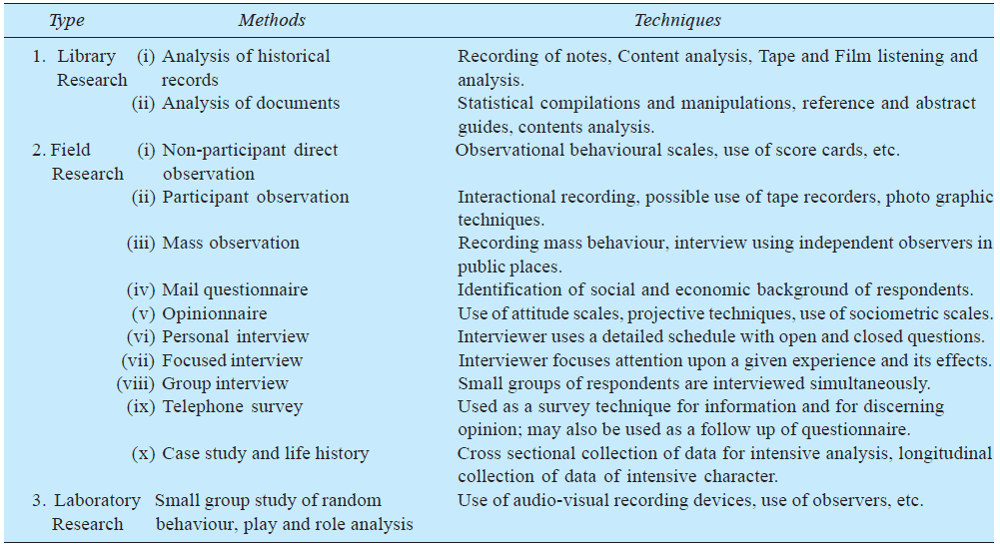 Type Methods Techniques
1. Library (i) Analysis of historical Recording of notes, Content analysis, Tape and Film listening and
Research records analysis.
(ii) Analysis of documents Statistical compilations and manipulations, reference and abstract
guides, contents analysis.
2. Field (i) Non-participant direct Observational behavioural scales, use of score cards, etc.
Research observation
(ii) Participant observation Interactional recording, possible use of tape recorders, photo graphic
techniques.
(iii) Mass observation Recording mass behaviour, interview using independent observers in
public places.
(iv) Mail questionnaire Identification of social and economic background of respondents.
(v) Opinionnaire Use of attitude scales, projective techniques, use of sociometric scales.
(vi) Personal interview Interviewer uses a detailed schedule with open and closed questions.
(vii) Focused interview Interviewer focuses attention upon a given experience and its effects.
(viii) Group interview Small groups of respondents are interviewed simultaneously.
(ix) Telephone survey Used as a survey technique for information and for discerning
opinion; may also be used as a follow up of questionnaire.
(x) Case study and life history Cross sectional collection of data for intensive analysis, longitudinal
collection of data of intensive character.
3. Laboratory Small group study of random Use of audio-visual recording devices, use of observers, etc.
Research behaviour, play and role analysis